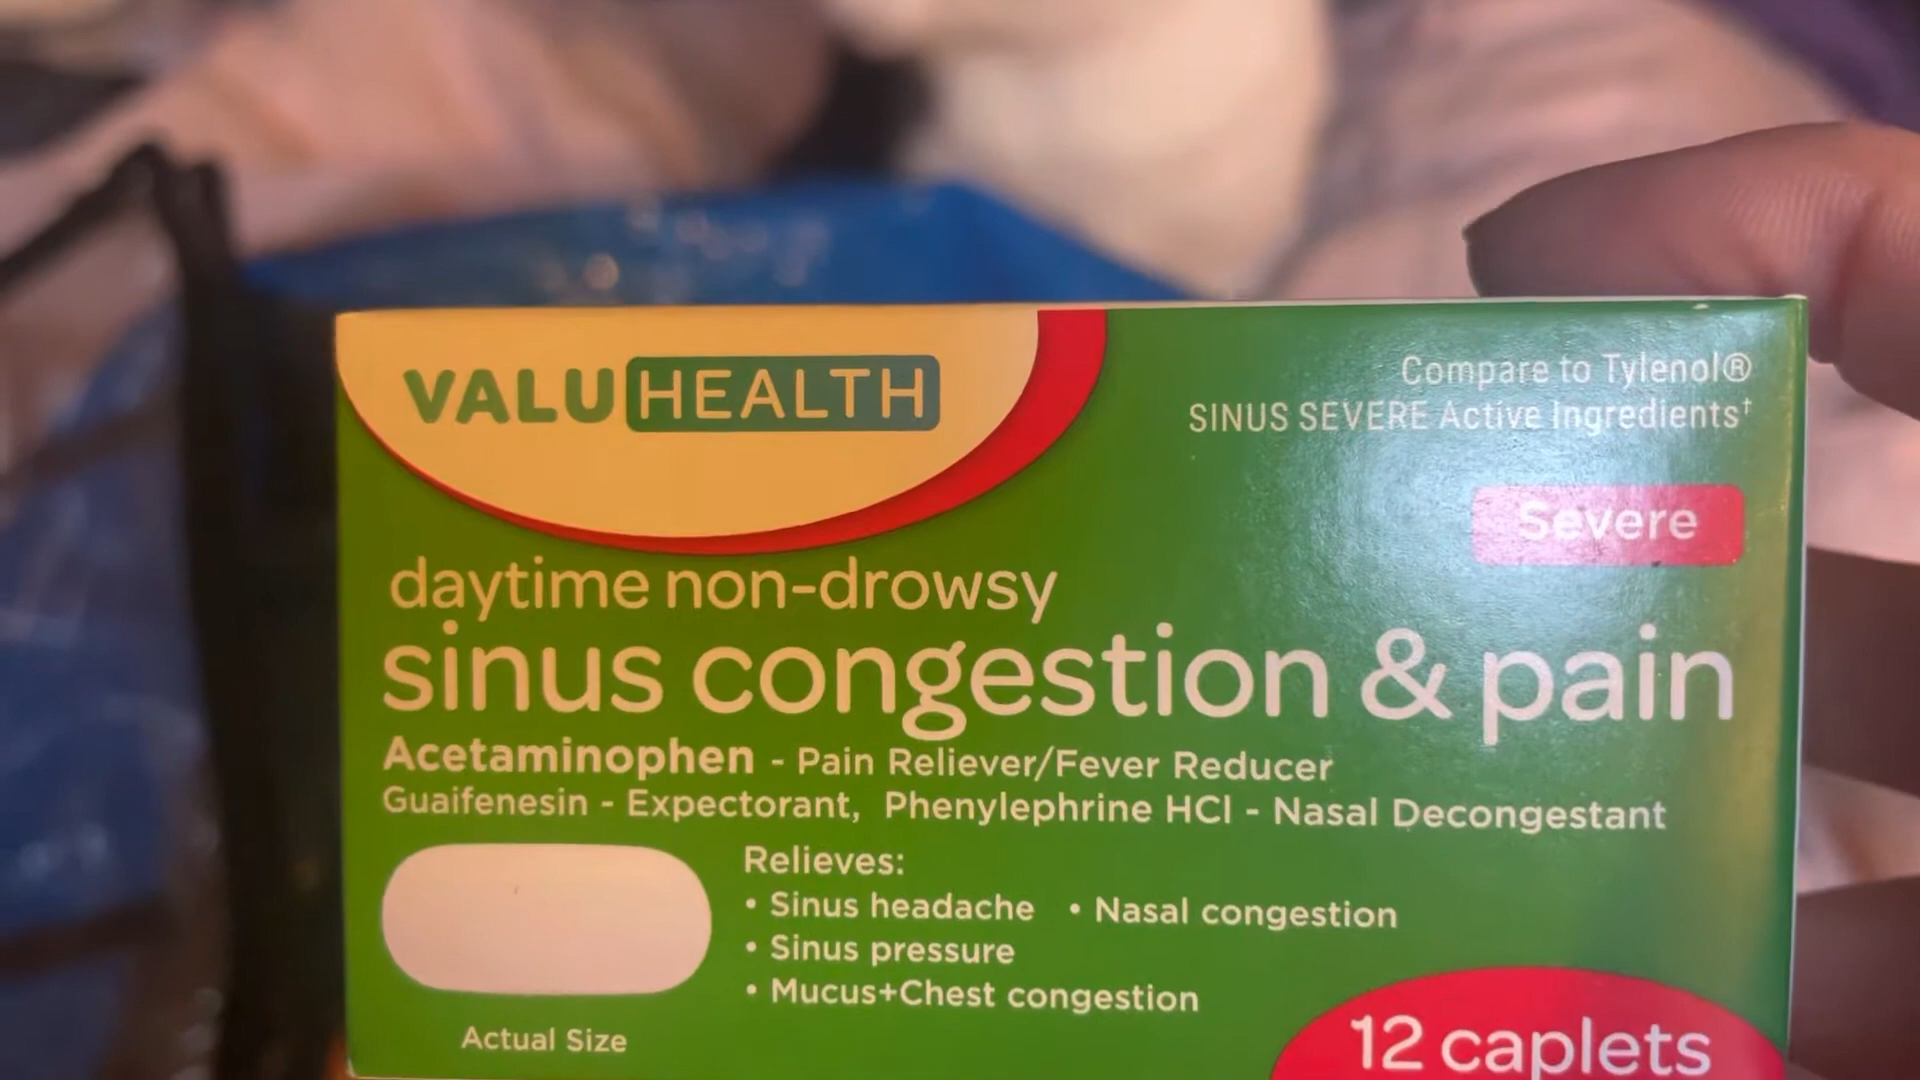 VALUHEALTH
Compare to Tylenol®
SINUS SEVERE Active Ingredients†
Severe
daytime non-drowsy
sinus congestion & pain
Acetaminophen - Pain Reliever/Fever Reducer
Guaifenesin - Expectorant, Phenylephrine HCl - Nasal Decongestant
Relieves:
• Sinus headache • Nasal congestion
• Sinus pressure
• Mucus+Chest congestion
Actual Size
12 caplets